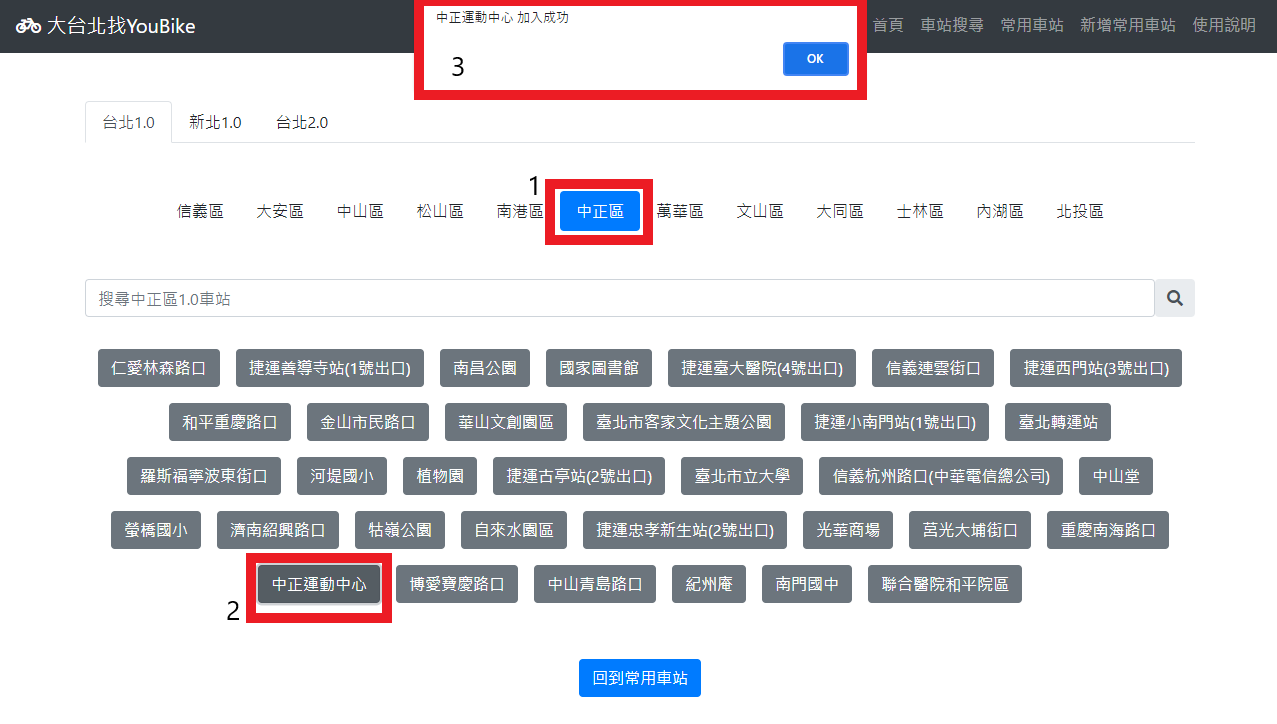 大台北找YouBike
首頁 車站搜尋 常用車站 新增常用車站 使用說明
中正運動中心 加入成功
3
OK
台北1.0 新北1.0 台北2.0
1
信義區 大安區 中山區 松山區 南港區 中正區 萬華區 文山區 大同區 士林區 內湖區 北投區
搜尋中正區1.0車站
仁愛林森路口 捷運善導寺站(1號出口) 南昌公園 國家圖書館 捷運臺大醫院(4號出口) 信義連雲街口 捷運西門站(3號出口)
和平重慶路口 金山市民路口 華山文創園區 臺北市客家文化主題公園 捷運小南門站(1號出口) 臺北轉運站
羅斯福寧波東街口 河堤國小 植物園 捷運古亭站(2號出口) 臺北市立大學 信義杭州路口(中華電信總公司) 中山堂
螢橋國小 濟南紹興路口 牯嶺公園 自來水園區 捷運忠孝新生站(2號出口) 光華商場 莒光大埔街口 重慶南海路口
中正運動中心 博愛寶慶路口 中山青島路口 紀州庵 南門國中 聯合醫院和平院區
2
回到常用車站